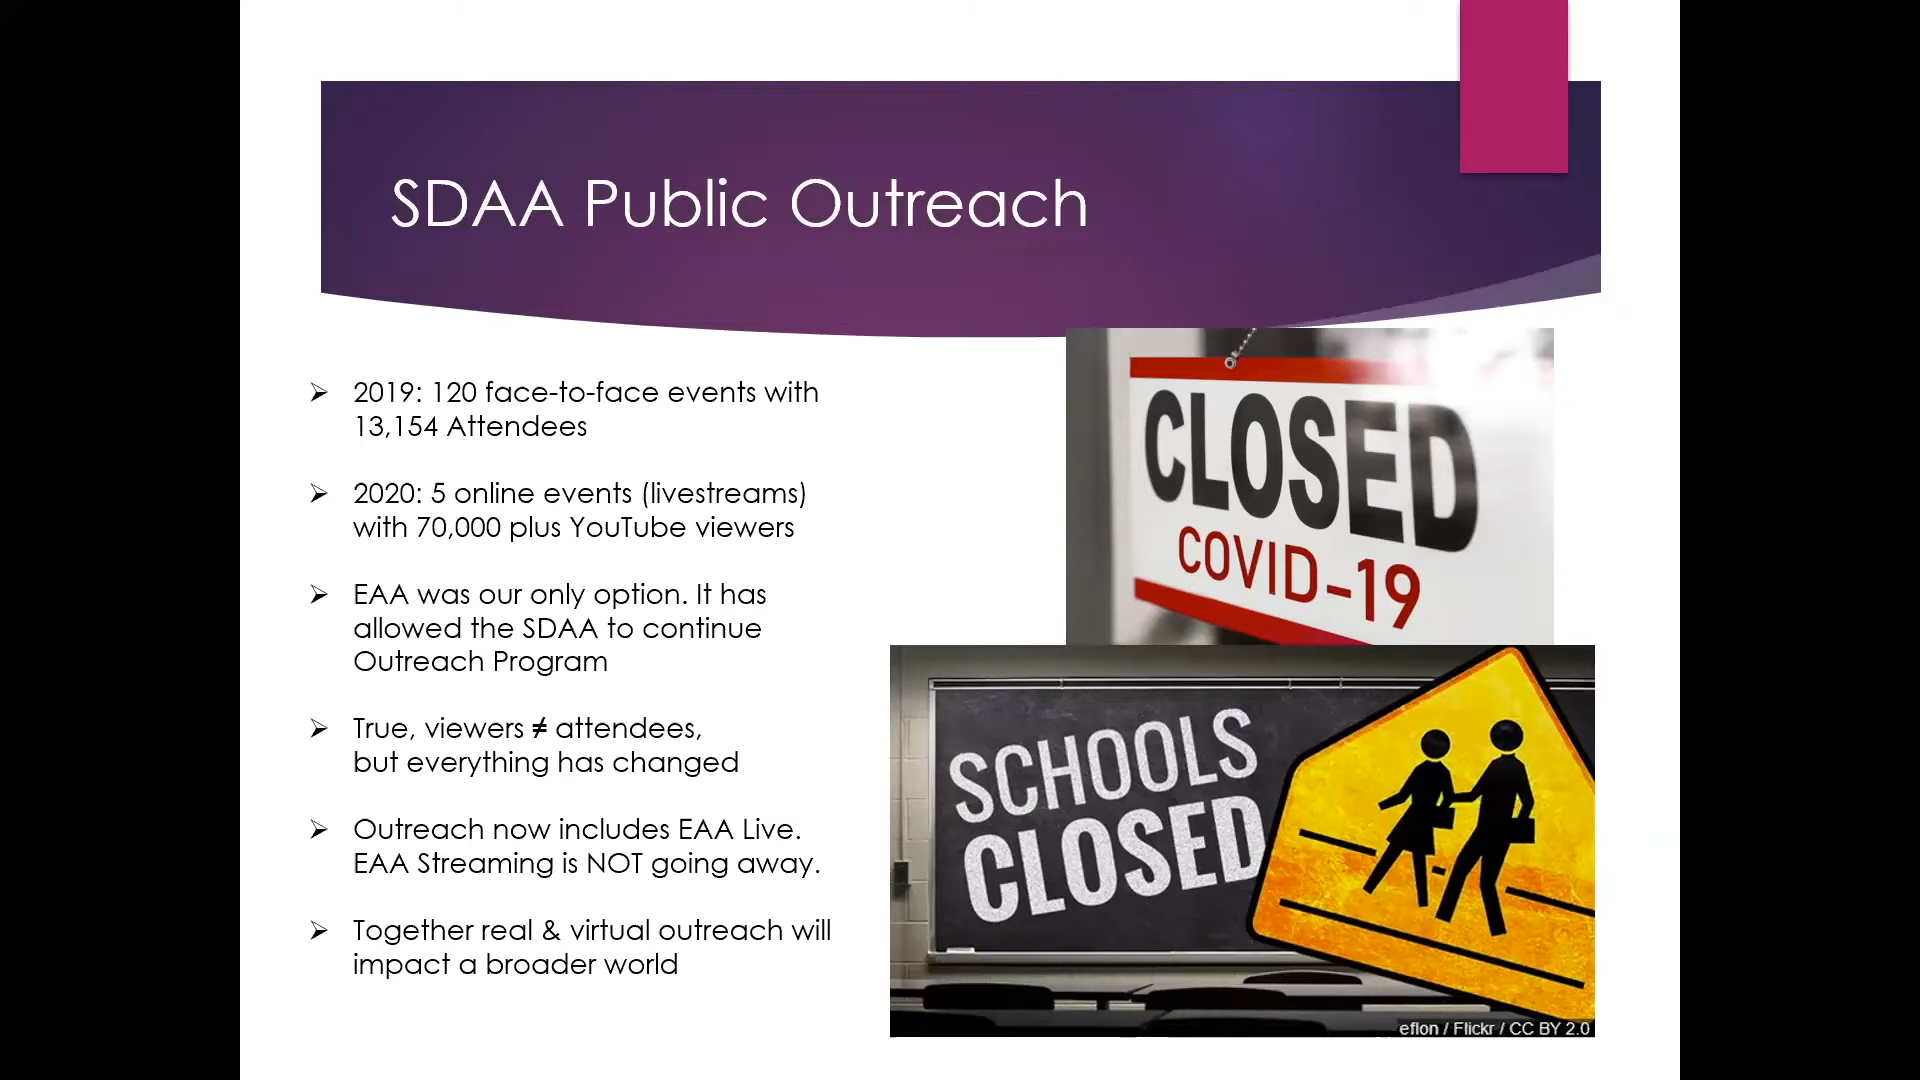 SDAA Public Outreach
2019: 120 face-to-face events with
13,154 Attendees
2020: 5 online events (livestreams)
with 70,000 plus YouTube viewers
EAA was our only option. It has
allowed the SDAA to continue
Outreach Program
True, viewers ≠ attendees,
but everything has changed
Outreach now includes EAA Live.
EAA Streaming is NOT going away.
Together real & virtual outreach will
impact a broader world
CLOSED
COVID-19
SCHOOLS
CLOSED
eflon / Flickr / CC BY 2.0